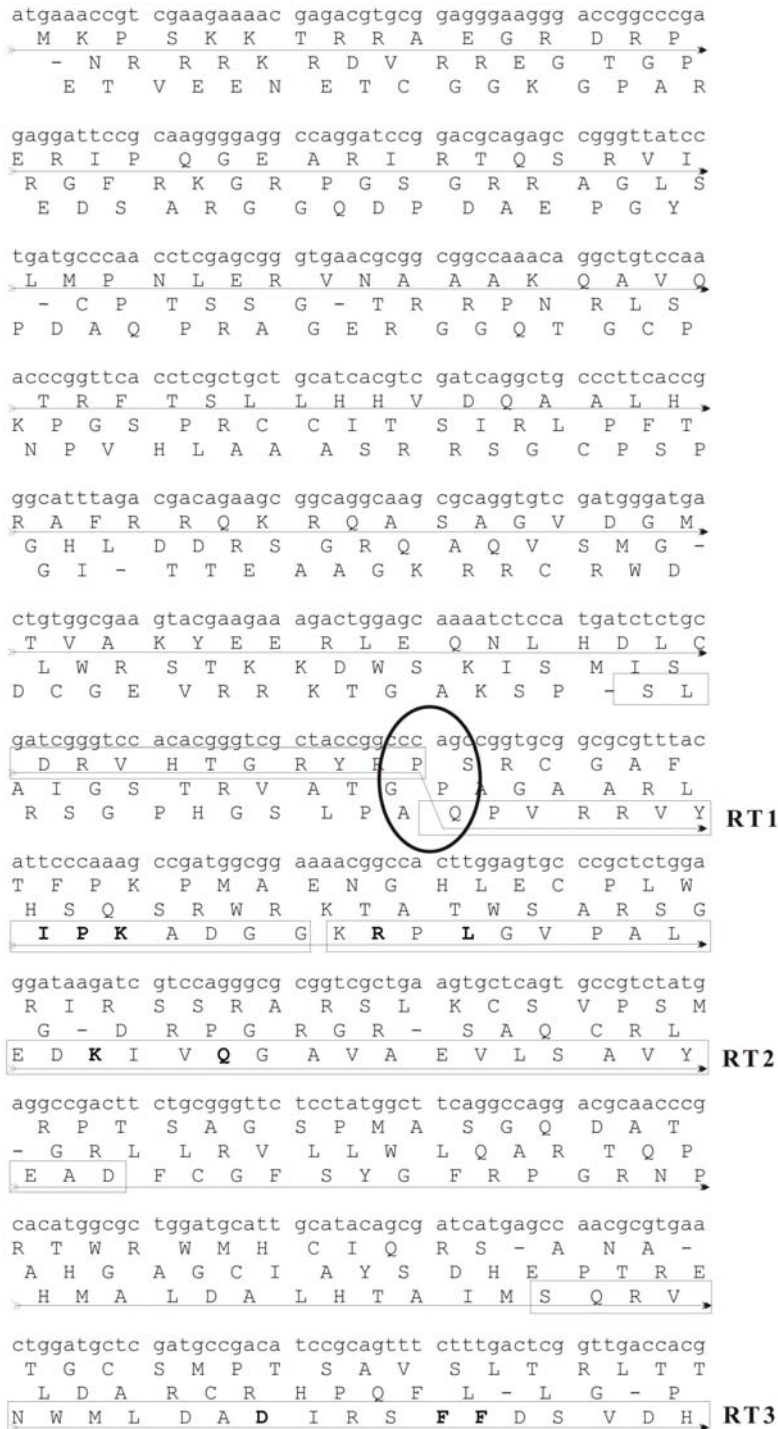 atgaaaccgt cgaagaaaac gagacgtgcg gagggaaggg accggcccga
M K P S K K T R R A E G R D R P
- N R R R K R D V R R E G T G P
E T V E E N E T C G G K G P A R
gaggattccg caaggggagg ccaggatccg gacgcagagc cgggttatcc
E R I P Q G E A R I R T Q S R V I
R G F R K G R P G S G R R A G L S
E D S A R G G Q D P D A E P G Y
tgatgcccaa cctcgagcgg gtgaacgcgg cggccaaaca ggctgtccaa
L M P N L E R V N A A A K Q A V Q
- C P T S S G - T R R P N R L S
P D A Q P R A G E R G G Q T G C P
acccggttca cctcgctgct gcatcacgtc gatcaggctg cccttcaccg
T R F T S L L H H V D Q A A L H
K P G S P R C C I T S I R L P F T
N P V H L A A A S R R S G C P S P
ggcatttaga cgacagaagc ggcaggcaag cgcaggtgtc gatgggatga
R A F R R Q K R Q A S A G V D G M
G H L D D R S G R Q A Q V S M G -
G I - T T E A A G K R R C R W D
ctgtggcgaa gtacgaagaa agactggagc aaaatctcca tgatctctgc
T V A K Y E E R L E Q N L H D L C
L W R S T K K D W S K I S M I S
D C G E V R R K T G A K S P - S L
gatcgggtcc acacgggtcg ctaccggccc agccggtgcg gcgcgtttac
D R V H T G R Y R P S R C G A F
A I G S T R V A T G P A G A A R L
R S G P H G S L P A Q P V R R V Y RT1
attcccaaag ccgatggcgg aaaacggcca cttggagtgc ccgctctgga
T F P K P M A E N G H L E C P L W
H S Q S R W R K T A T W S A R S G
I P K A D G G K R P L G V P A L
ggataagatc gtccagggcg cggtcgctga agtgctcagt gccgtctatg
R I R S S R A R S L K C S V P S M
G - D R P G R G R - S A Q C R L
E D K I V Q G A V A E V L S A V Y RT2
aggccgactt ctgcgggttc tcctatggct tcaggccagg acgcaacccg
R P T S A G S P M A S G Q D A T
- G R L L R V L L W L Q A R T Q P
E A D F C G F S Y G F R P G R N P
cacatggcgc tggatgcatt gcatacagcg atcatgagcc aacgcgtgaa
R T W R W M H C I Q R S - A N A -
A H G A G C I A Y S D H E P T R E
H M A L D A L H T A I M S Q R V
ctggatgctc gatgccgaca tccgcagttt ctttgactcg gttgaccacg
T G C S M P T S A V S L T R L T T
L D A R C R H P Q F L - L G - P
N W M L D A D I R S F F D S V D H RT3